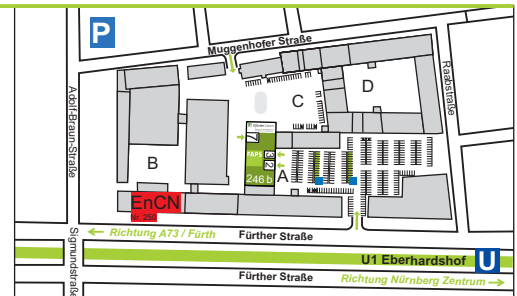 P
Muggenhofer Straße
Adolf-Braun-Straße
Raabstraße
D
C
B
A
FAPS
246 b
EnCN
Nr. 250
Richtung A73 / Fürth
Fürther Straße
Sigmundstraße
U1 Eberhardshof
U
Fürther Straße
Richtung Nürnberg Zentrum